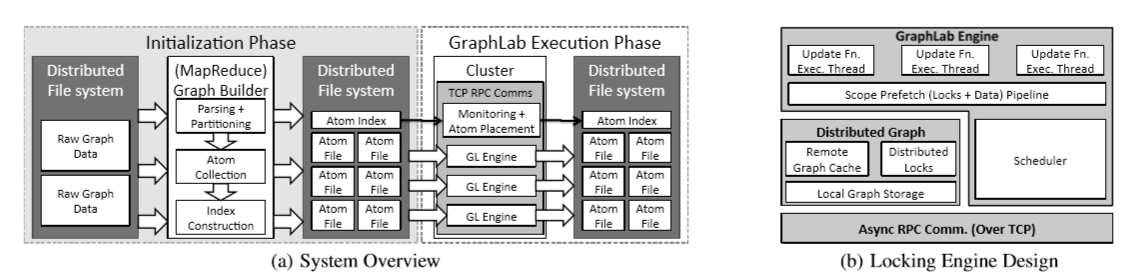 Initialization Phase
GraphLab Execution Phase
Distributed
File system
Raw Graph
Data
Raw Graph
Data
(MapReduce)
Graph Builder
Parsing +
Partitioning
Atom
Collection
Index
Construction
Distributed
File system
Atom Index
Atom
File
Atom
File
Atom
File
Atom
File
Atom
File
Atom
File
Cluster
TCP RPC Comms
Monitoring +
Atom Placement
GL Engine
GL Engine
GL Engine
Distributed
File system
Atom Index
Atom
File
Atom
File
Atom
File
Atom
File
Atom
File
Atom
File
(a) System Overview
GraphLab Engine
Update Fn.
Exec. Thread
Update Fn.
Exec. Thread
Update Fn.
Exec. Thread
Scope Prefetch (Locks + Data) Pipeline
Distributed Graph
Remote
Graph Cache
Distributed
Locks
Local Graph Storage
Scheduler
Async RPC Comm. (Over TCP)
(b) Locking Engine Design